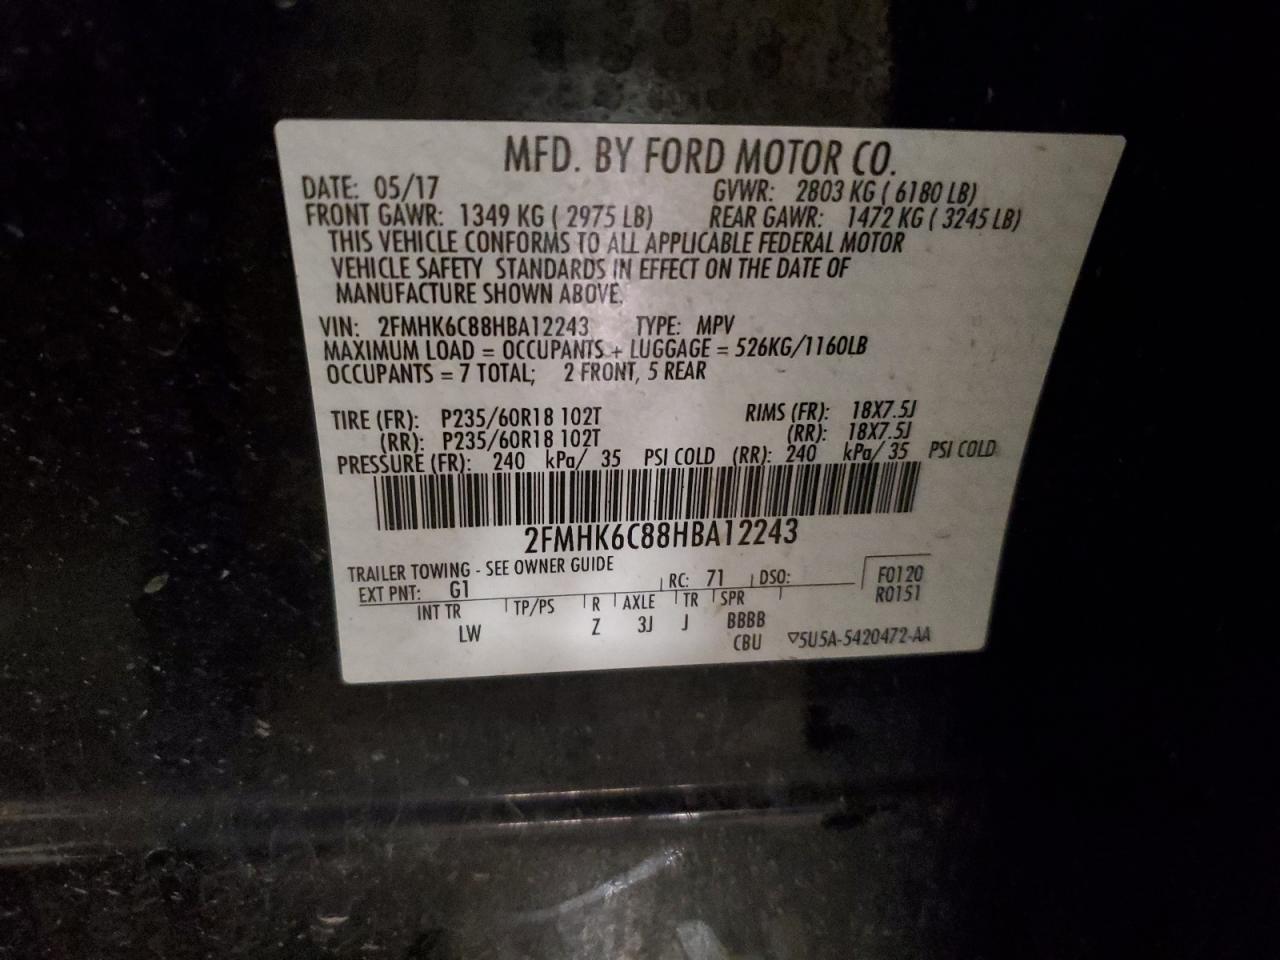 MFD. BY FORD MOTOR CO.
DATE: 05/17 GVWR: 2803 KG ( 6180 LB)
FRONT GAWR: 1349 KG ( 2975 LB) REAR GAWR: 1472 KG ( 3245 LB)
THIS VEHICLE CONFORMS TO ALL APPLICABLE FEDERAL MOTOR
VEHICLE SAFETY STANDARDS IN EFFECT ON THE DATE OF
MANUFACTURE SHOWN ABOVE.
VIN: 2FMHK6C88HBA12243 TYPE: MPV
MAXIMUM LOAD = OCCUPANTS + LUGGAGE = 526KG/1160LB
OCCUPANTS = 7 TOTAL; 2 FRONT, 5 REAR
TIRE (FR): P235/60R18 102T RIMS (FR): 18X7.5J
(RR): P235/60R18 102T (RR): 18X7.5J
PRESSURE (FR): 240 kPa/ 35 PSI COLD (RR): 240 kPa/ 35 PSI COLD
2FMHK6C88HBA12243
TRAILER TOWING - SEE OWNER GUIDE
EXT PNT: G1 RC: 71 DSO: F0120
R0151
INT TR TP/PS R AXLE TR SPR
LW Z 3J J BBBB
CBU ▽5U5A-5420472-AA